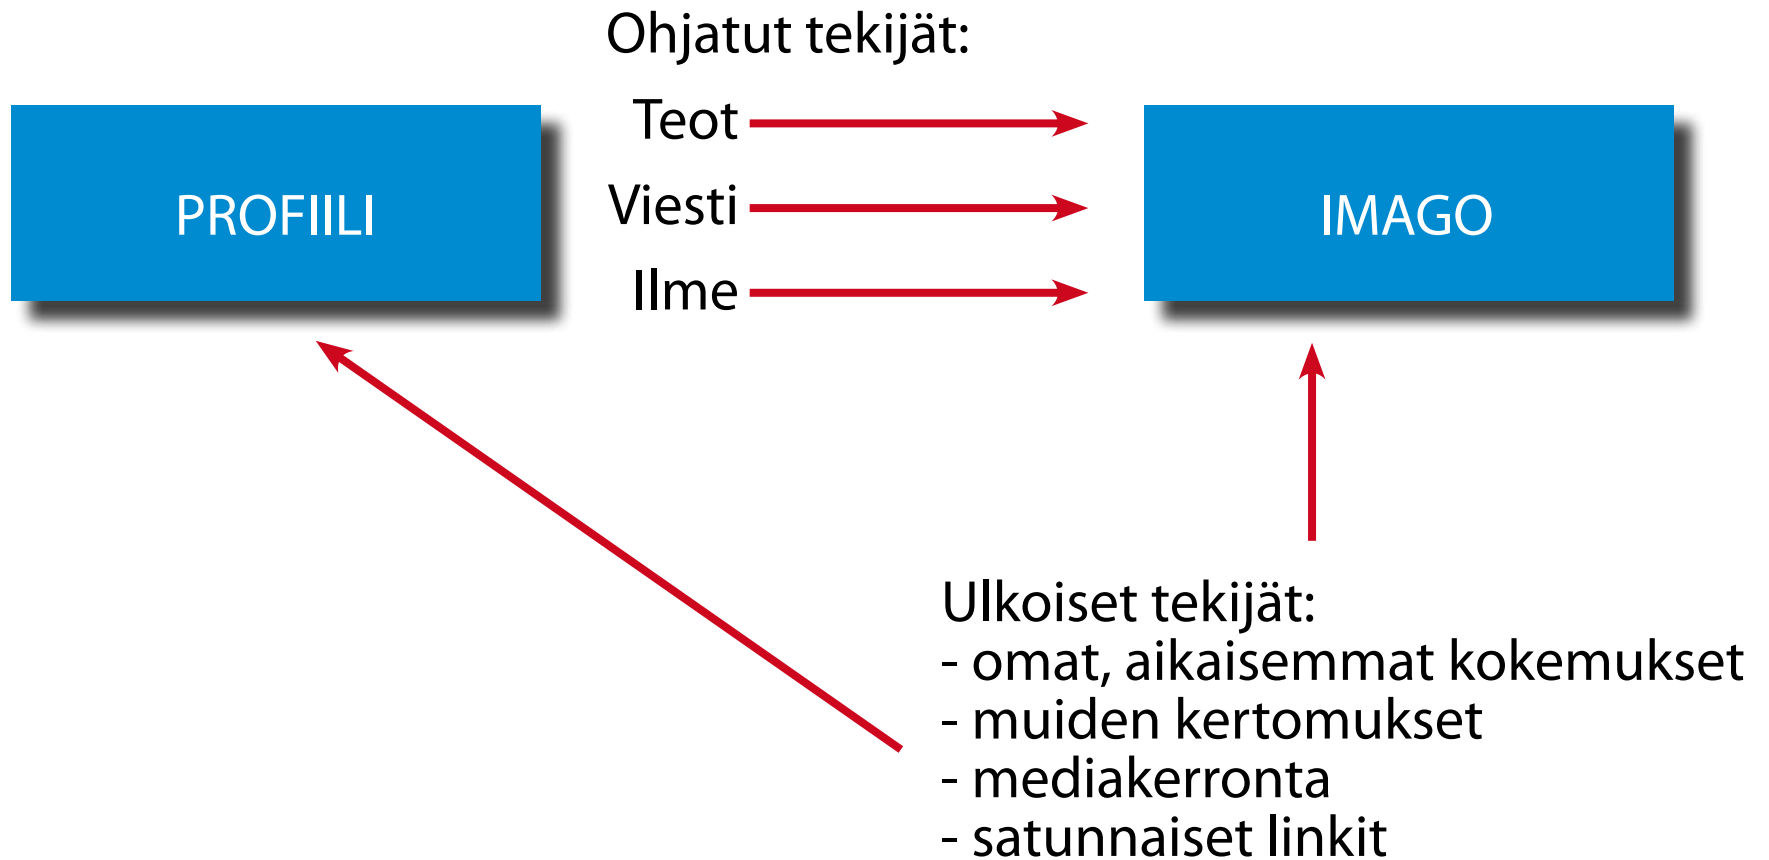 Ohjatut tekijät:
Teot
Viesti
Ilme
PROFIILI
IMAGO
Ulkoiset tekijät:
- omat, aikaisemmat kokemukset
- muiden kertomukset
- mediakerronta
- satunnaiset linkit